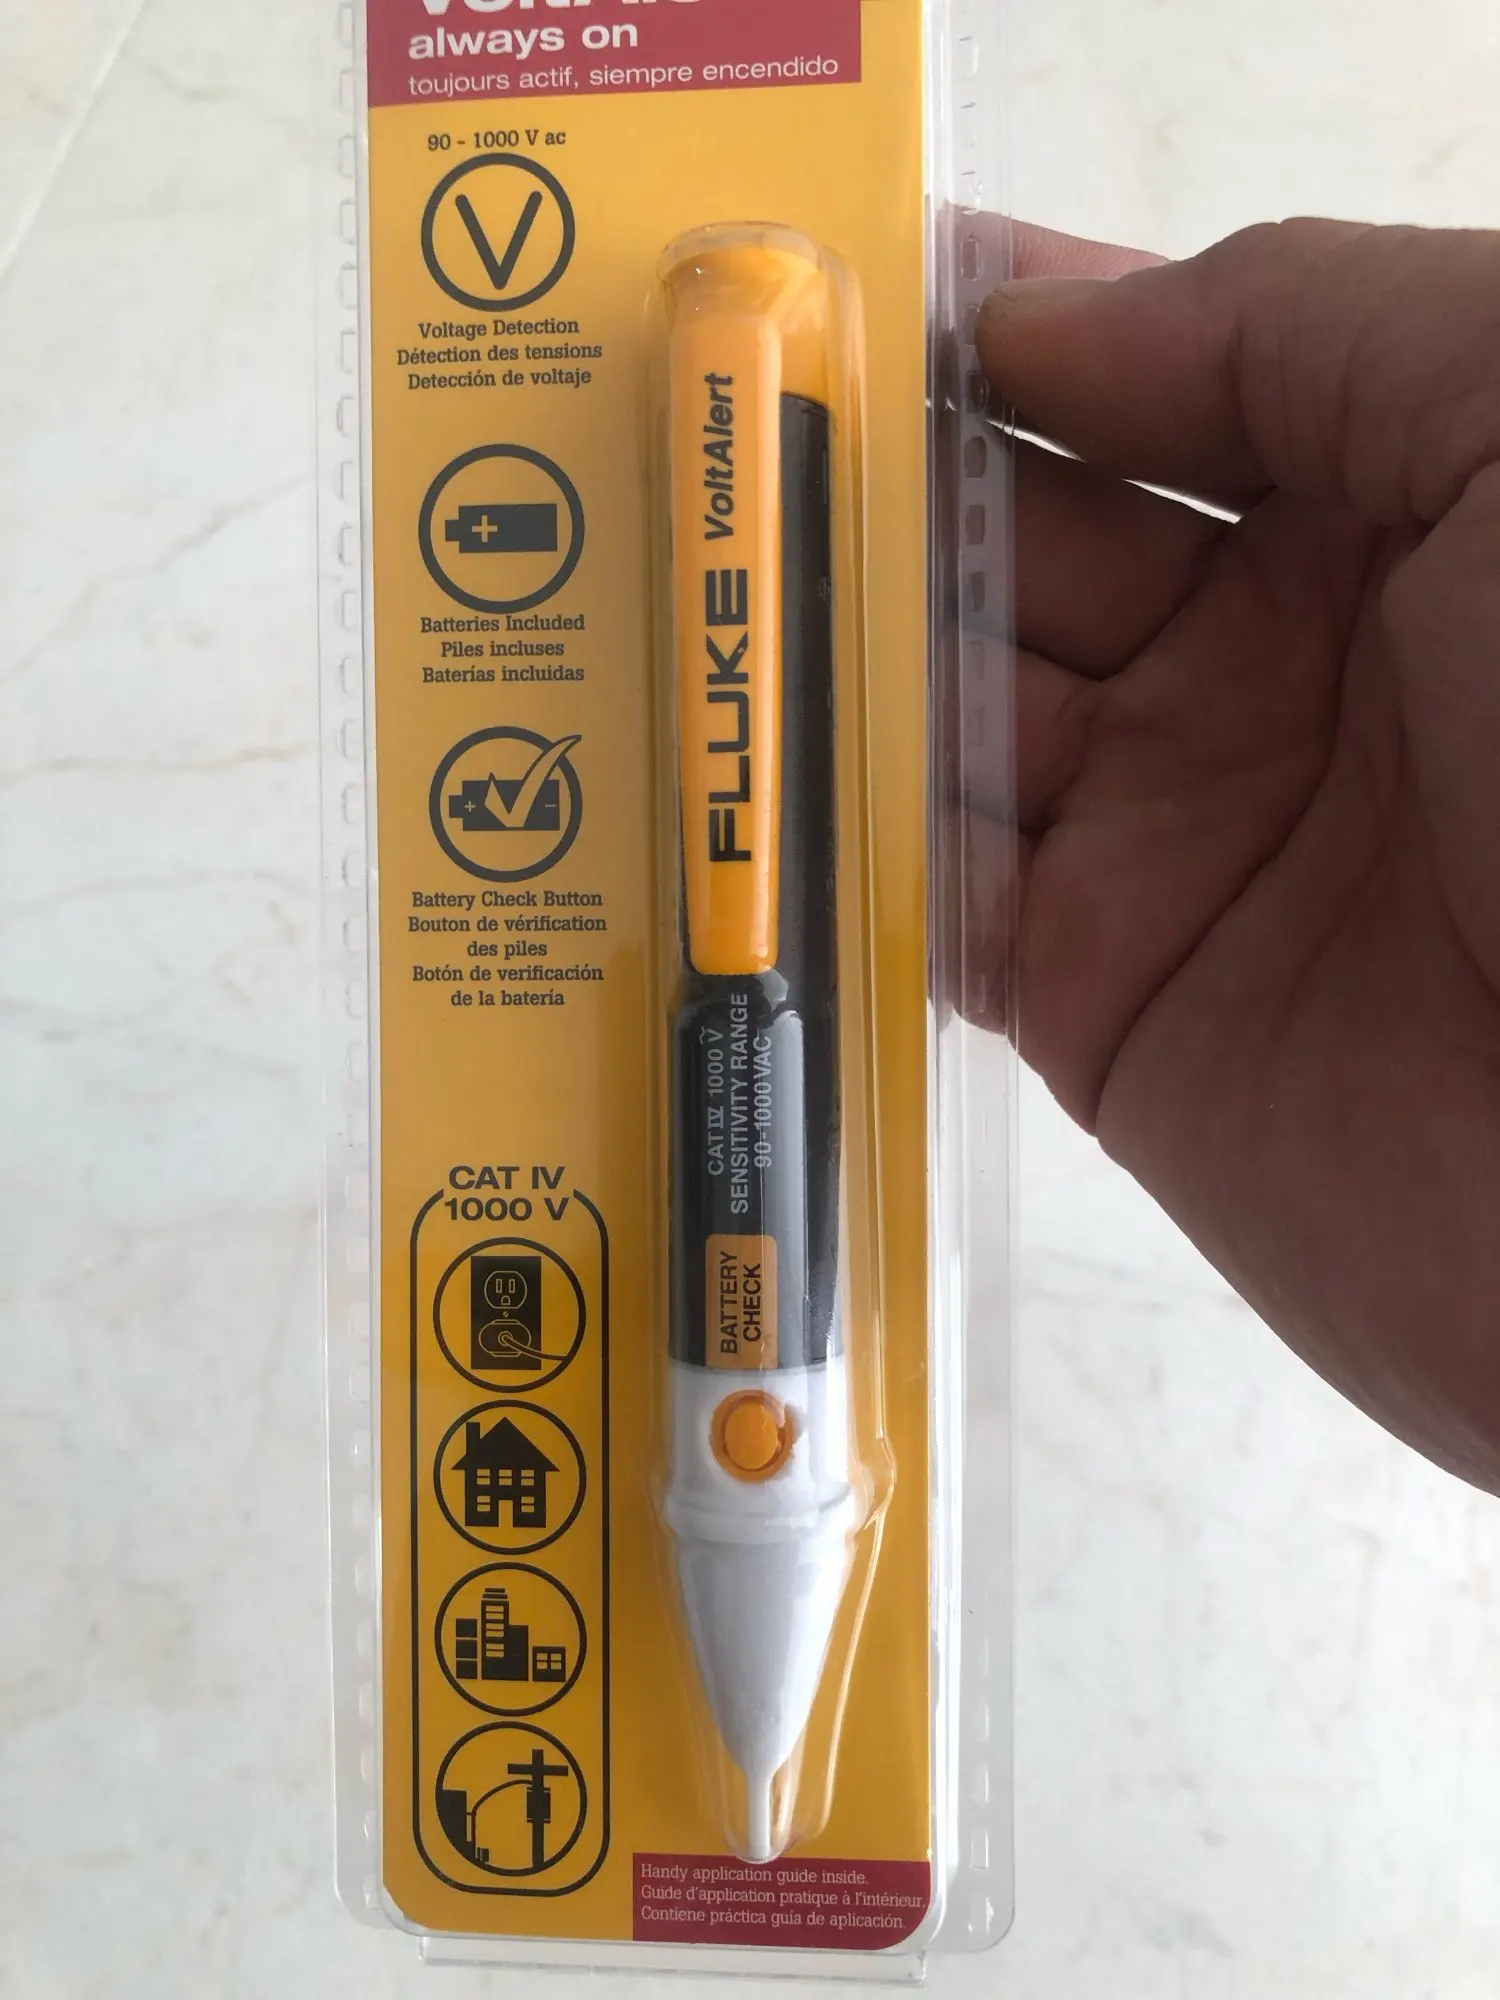 VoltAlert
always on
toujours actif, siempre encendido
90 - 1000 V ac
V
Voltage Detection
Détection des tensions
Detección de voltaje
+
Batteries Included
Piles incluses
Baterías incluidas
+ -
Battery Check Button
Bouton de vérification
des piles
Botón de verificación
de la batería
CAT IV
1000 V
FLUKE VoltAlert
CAT IV 1000 V~
SENSITIVITY RANGE
90-1000 VAC
BATTERY
CHECK
Handy application guide inside.
Guide d'application pratique à l'intérieur.
Contiene práctica guía de aplicación.